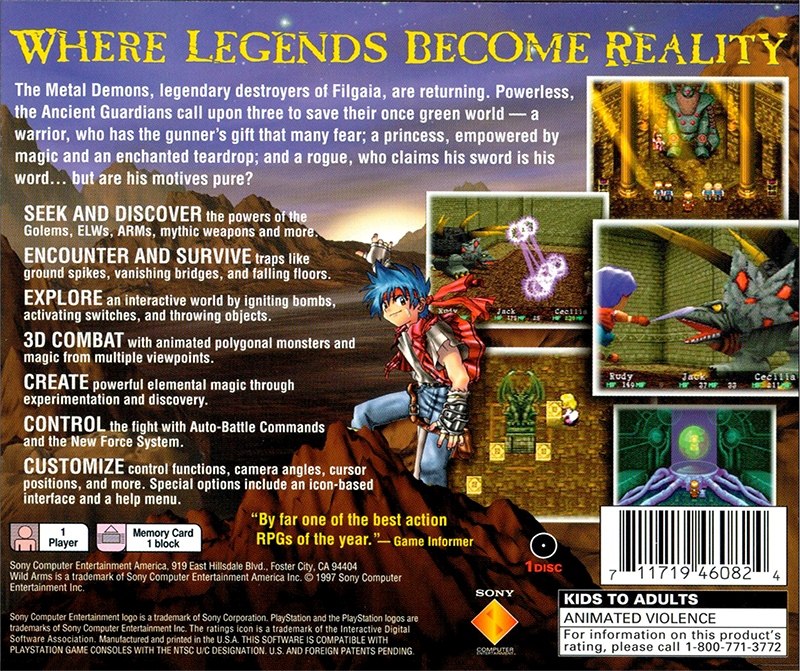 WHERE LEGENDS BECOME REALITY
The Metal Demons, legendary destroyers of Filgaia, are returning. Powerless,
the Ancient Guardians call upon three to save their once green world — a
warrior, who has the gunner's gift that many fear; a princess, empowered by
magic and an enchanted teardrop; and a rogue, who claims his sword is his
word... but are his motives pure?
SEEK AND DISCOVER the powers of the
Golems, ELWs, ARMs, mythic weapons and more.
ENCOUNTER AND SURVIVE traps like
ground spikes, vanishing bridges, and falling floors.
EXPLORE an interactive world by igniting bombs,
activating switches, and throwing objects.
3D COMBAT with animated polygonal monsters and
magic from multiple viewpoints.
CREATE powerful elemental magic through
experimentation and discovery.
CONTROL the fight with Auto-Battle Commands
and the New Force System.
CUSTOMIZE control functions, camera angles, cursor
positions, and more. Special options include an icon-based
interface and a help menu.
Rudy Jack Cecilia
Rudy Jack Cecilia
"By far one of the best action
RPGs of the year."— Game Informer
1 Player
Memory Card
1 block
1 DISC
Sony Computer Entertainment America, 919 East Hillsdale Blvd., Foster City, CA 94404
Wild Arms is a trademark of Sony Computer Entertainment America Inc. © 1997 Sony Computer
Entertainment Inc.
Sony Computer Entertainment logo is a trademark of Sony Corporation. PlayStation and the PlayStation logos are
trademarks of Sony Computer Entertainment Inc. The ratings icon is a trademark of the Interactive Digital
Software Association. Manufactured and printed in the U.S.A. THIS SOFTWARE IS COMPATIBLE WITH
PLAYSTATION GAME CONSOLES WITH THE NTSC U/C DESIGNATION. U.S. AND FOREIGN PATENTS PENDING.
SONY
COMPUTER
7 11719 46082 4
KIDS TO ADULTS
ANIMATED VIOLENCE
For information on this product's
rating, please call 1-800-771-3772